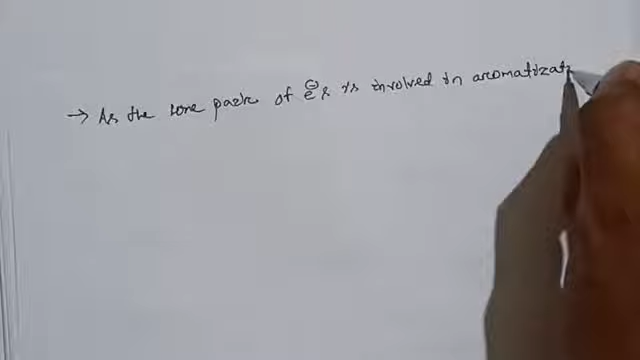 → As the lone pair of e⊖s is involved in aromatizat